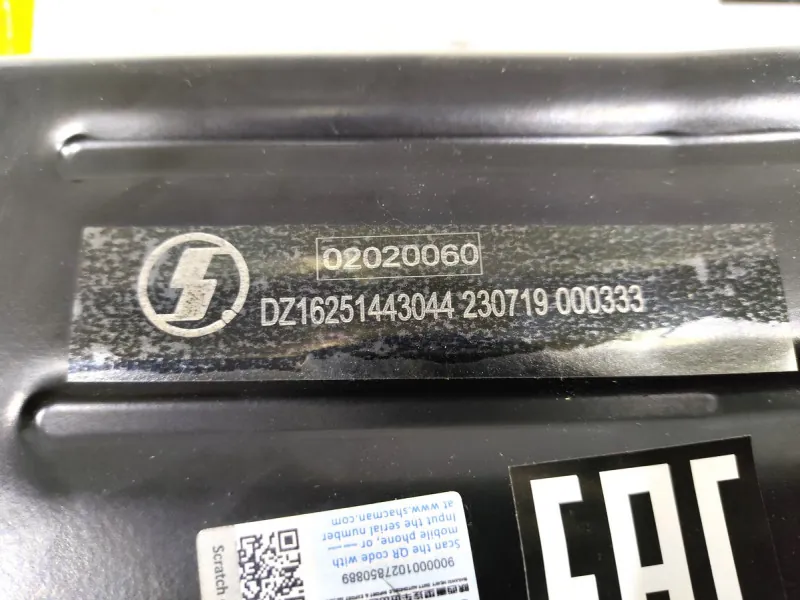 02020060
DZ16251443044 230719 000333
EAC
Scan the QR code with
mobile phone, or
Input the serial number
at www.shacman.com
9000001027850889
Scratch